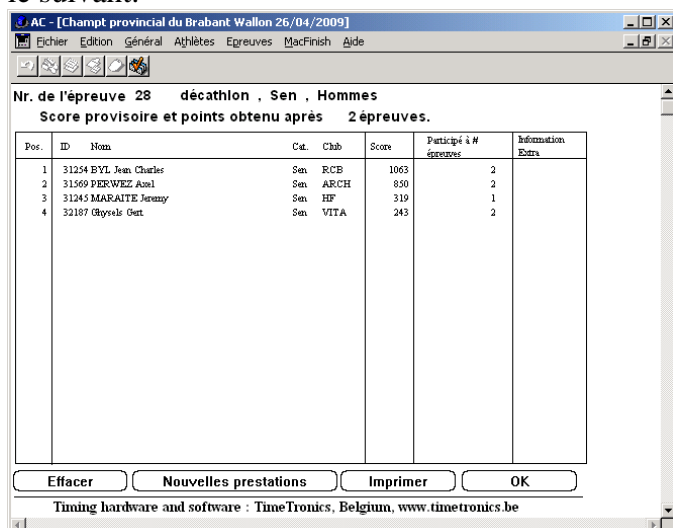 le suivant.
AC - [Champt provincial du Brabant Wallon 26/04/2009]
Fichier Edition Général Athlètes Epreuves MacFinish Aide
Nr. de l'épreuve 28 décathlon , Sen , Hommes
Score provisoire et points obtenu après 2 épreuves.
Pos. ID Nom Cat. Club Score Participé à # épreuves Information Extra
1 31254 BYL Jean Charles Sen RCB 1063 2
2 31569 PERWEZ Axel Sen ARCH 850 2
3 31245 MARAITE Jeremy Sen HF 319 1
4 32187 Ghysels Gert Sen VITA 243 2
Effacer Nouvelles prestations Imprimer OK
Timing hardware and software : TimeTronics, Belgium, www.timetronics.be